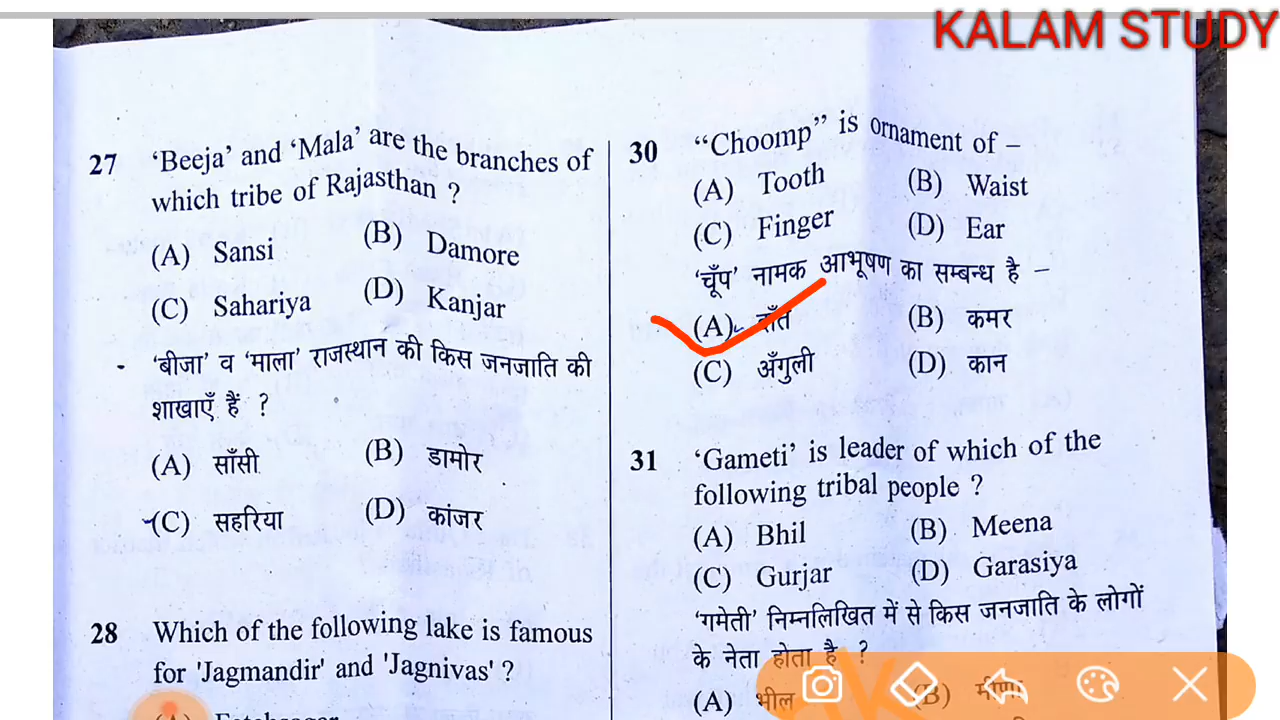 KALAM STUDY
27 'Beeja' and 'Mala' are the branches of
which tribe of Rajasthan ?
(A) Sansi (B) Damore
(C) Sahariya (D) Kanjar
'बीजा' व 'माला' राजस्थान की किस जनजाति की
शाखाएँ हैं ?
(A) साँसी (B) डामोर
(C) सहरिया (D) कांजर
28 Which of the following lake is famous
for 'Jagmandir' and 'Jagnivas' ?
30 "Choomp" is ornament of –
(A) Tooth (B) Waist
(C) Finger (D) Ear
'चूँप' नामक आभूषण का सम्बन्ध है –
(A) दाँत (B) कमर
(C) अँगुली (D) कान
31 'Gameti' is leader of which of the
following tribal people ?
(A) Bhil (B) Meena
(C) Gurjar (D) Garasiya
'गमेती' निम्नलिखित में से किस जनजाति के लोगों
के नेता होता है ?
(A) भील (B) मीणा